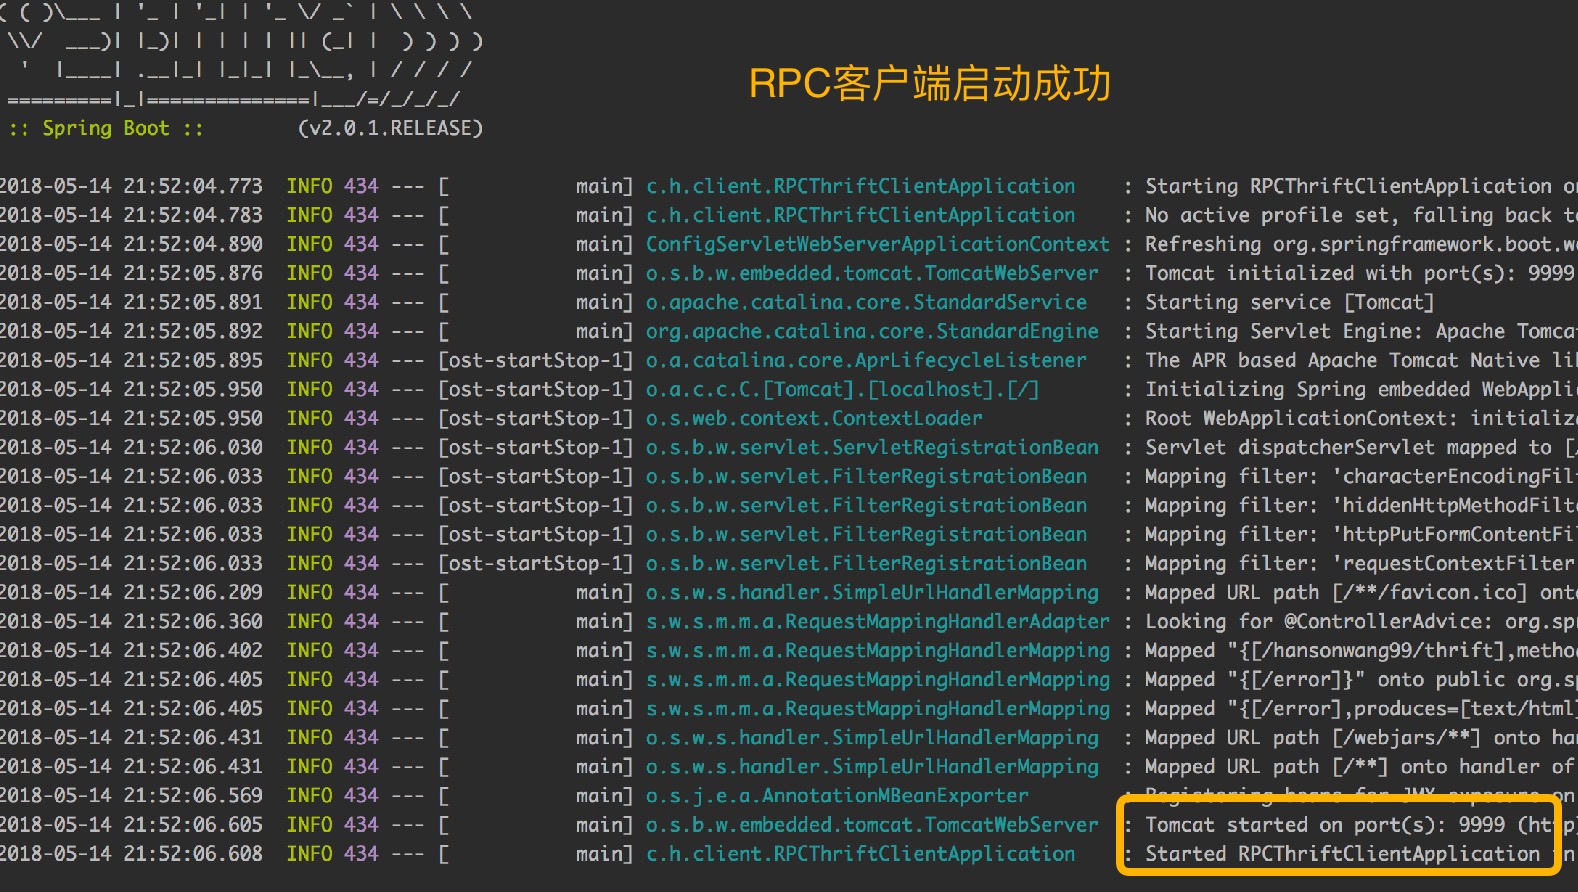 RPC客户端启动成功
:: Spring Boot ::        (v2.0.1.RELEASE)
2018-05-14 21:52:04.773  INFO 434 --- [           main] c.h.client.RPCThriftClientApplication    : Starting RPCThriftClientApplication on
2018-05-14 21:52:04.783  INFO 434 --- [           main] c.h.client.RPCThriftClientApplication    : No active profile set, falling back to
2018-05-14 21:52:04.890  INFO 434 --- [           main] ConfigServletWebServerApplicationContext : Refreshing org.springframework.boot.we
2018-05-14 21:52:05.876  INFO 434 --- [           main] o.s.b.w.embedded.tomcat.TomcatWebServer  : Tomcat initialized with port(s): 9999
2018-05-14 21:52:05.891  INFO 434 --- [           main] o.apache.catalina.core.StandardService   : Starting service [Tomcat]
2018-05-14 21:52:05.892  INFO 434 --- [           main] org.apache.catalina.core.StandardEngine  : Starting Servlet Engine: Apache Tomca
2018-05-14 21:52:05.895  INFO 434 --- [ost-startStop-1] o.a.catalina.core.AprLifecycleListener   : The APR based Apache Tomcat Native li
2018-05-14 21:52:05.950  INFO 434 --- [ost-startStop-1] o.a.c.c.C.[Tomcat].[localhost].[/]       : Initializing Spring embedded WebAppli
2018-05-14 21:52:05.950  INFO 434 --- [ost-startStop-1] o.s.web.context.ContextLoader            : Root WebApplicationContext: initializ
2018-05-14 21:52:06.030  INFO 434 --- [ost-startStop-1] o.s.b.w.servlet.ServletRegistrationBean  : Servlet dispatcherServlet mapped to [/
2018-05-14 21:52:06.033  INFO 434 --- [ost-startStop-1] o.s.b.w.servlet.FilterRegistrationBean   : Mapping filter: 'characterEncodingFil
2018-05-14 21:52:06.033  INFO 434 --- [ost-startStop-1] o.s.b.w.servlet.FilterRegistrationBean   : Mapping filter: 'hiddenHttpMethodFilt
2018-05-14 21:52:06.033  INFO 434 --- [ost-startStop-1] o.s.b.w.servlet.FilterRegistrationBean   : Mapping filter: 'httpPutFormContentFi
2018-05-14 21:52:06.033  INFO 434 --- [ost-startStop-1] o.s.b.w.servlet.FilterRegistrationBean   : Mapping filter: 'requestContextFilter
2018-05-14 21:52:06.209  INFO 434 --- [           main] o.s.w.s.handler.SimpleUrlHandlerMapping  : Mapped URL path [/**/favicon.ico] onto
2018-05-14 21:52:06.360  INFO 434 --- [           main] s.w.s.m.m.a.RequestMappingHandlerAdapter : Looking for @ControllerAdvice: org.sp
2018-05-14 21:52:06.402  INFO 434 --- [           main] s.w.s.m.m.a.RequestMappingHandlerMapping : Mapped "{[/hansonwang99/thrift],metho
2018-05-14 21:52:06.405  INFO 434 --- [           main] s.w.s.m.m.a.RequestMappingHandlerMapping : Mapped "{[/error]}" onto public org.s
2018-05-14 21:52:06.405  INFO 434 --- [           main] s.w.s.m.m.a.RequestMappingHandlerMapping : Mapped "{[/error],produces=[text/html]
2018-05-14 21:52:06.431  INFO 434 --- [           main] o.s.w.s.handler.SimpleUrlHandlerMapping  : Mapped URL path [/webjars/**] onto han
2018-05-14 21:52:06.431  INFO 434 --- [           main] o.s.w.s.handler.SimpleUrlHandlerMapping  : Mapped URL path [/**] onto handler of
2018-05-14 21:52:06.569  INFO 434 --- [           main] o.s.j.e.a.AnnotationMBeanExporter        : Registering beans for JMX exposure on
2018-05-14 21:52:06.605  INFO 434 --- [           main] o.s.b.w.embedded.tomcat.TomcatWebServer  : Tomcat started on port(s): 9999 (http)
2018-05-14 21:52:06.608  INFO 434 --- [           main] c.h.client.RPCThriftClientApplication    : Started RPCThriftClientApplication in